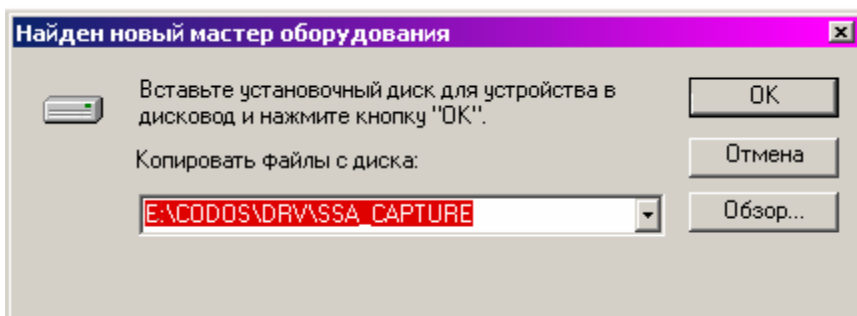 Найден новый мастер оборудования
Вставьте установочный диск для устройства в
дисковод и нажмите кнопку "ОК".
ОК
Копировать файлы с диска:
Отмена
E:\CODOS\DRV\SSA_CAPTURE
Обзор...